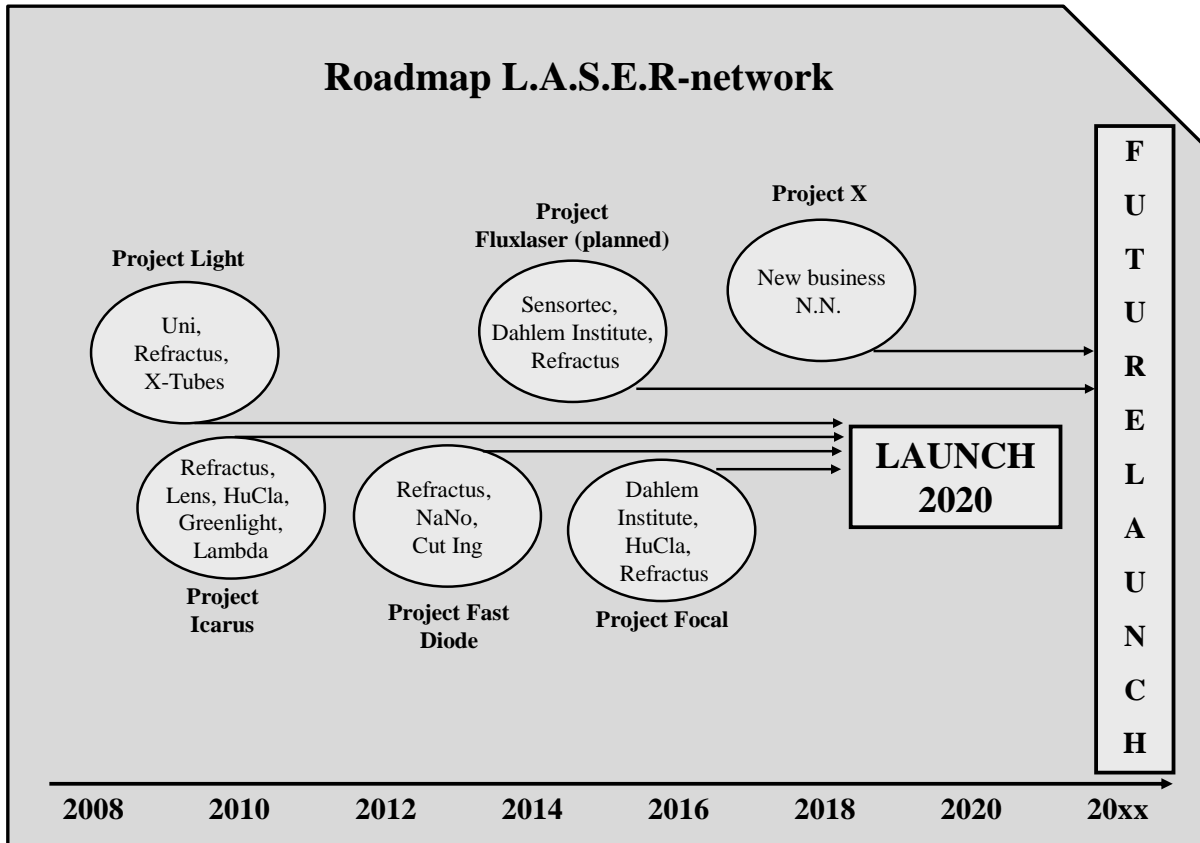 Roadmap L.A.S.E.R-network
Project Light
Uni,
Refractus,
X-Tubes
Project
Fluxlaser (planned)
Sensortec,
Dahlem Institute,
Refractus
Project X
New business
N.N.
Refractus,
Lens, HuCla,
Greenlight,
Lambda
Project
Icarus
Refractus,
NaNo,
Cut Ing
Project Fast
Diode
Dahlem
Institute,
HuCla,
Refractus
Project Focal
LAUNCH
2020
F
U
T
U
R
E
L
A
U
N
C
H
2008 2010 2012 2014 2016 2018 2020 20xx